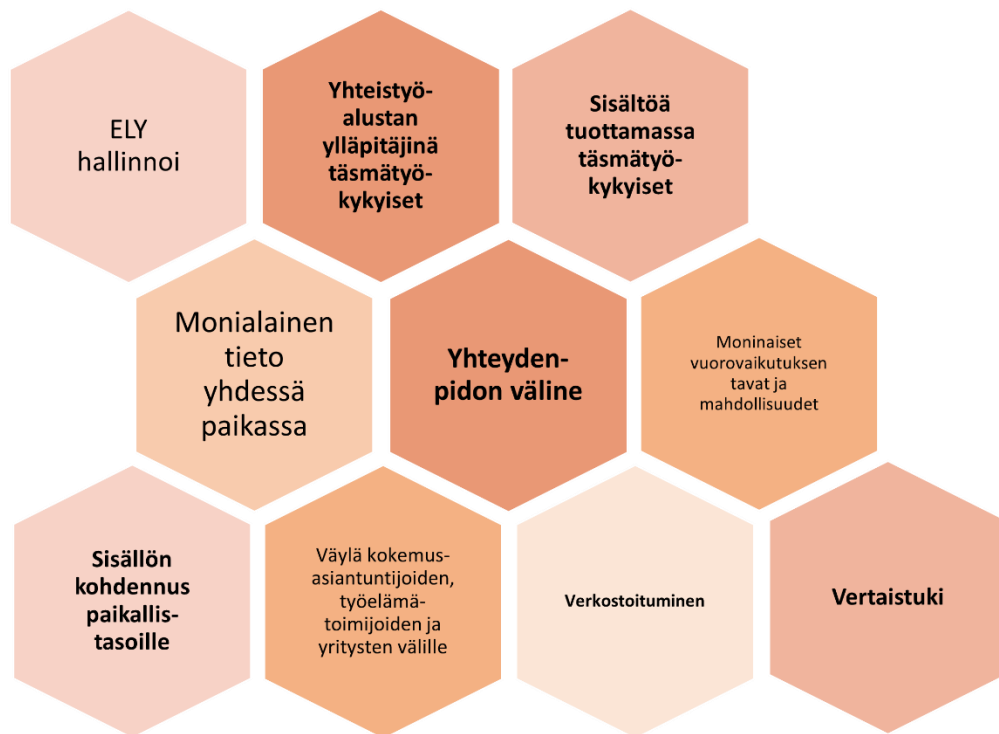 ELY
hallinnoi
Yhteistyö-
alustan
ylläpitäjinä
täsmätyö-
kykyiset
Sisältöä
tuottamassa
täsmätyö-
kykyiset
Monialainen
tieto
yhdessä
paikassa
Yhteyden-
pidon väline
Moninaiset
vuorovaikutuksen
tavat ja
mahdollisuudet
Sisällön
kohdennus
paikallis-
tasoille
Väylä kokemus-
asiantuntijoiden,
työelämä-
toimijoiden ja
yritysten välille
Verkostoituminen
Vertaistuki